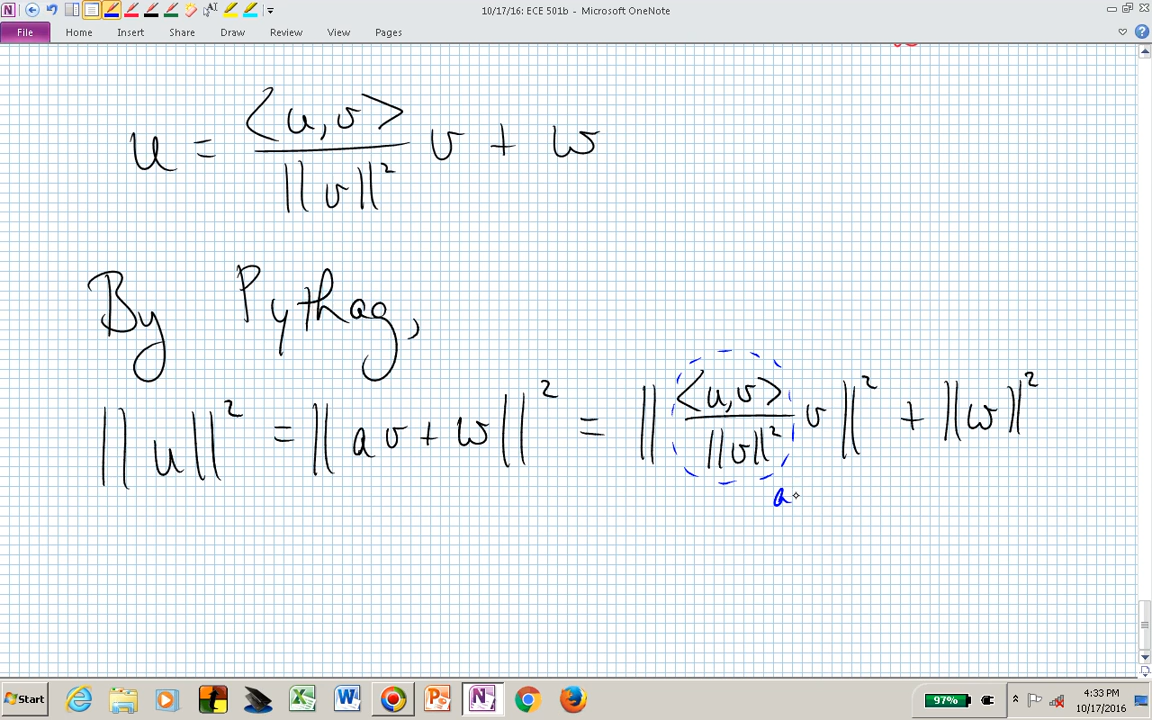 10/17/16: ECE 501b - Microsoft OneNote
File Home Insert Share Draw Review View Pages
u = <u,v> / ||v||² v + w
By Pythag,
||u||² = ||av + w||² = || <u,v> / ||v||² v ||² + ||w||²
a
Start
97%
4:33 PM
10/17/2016